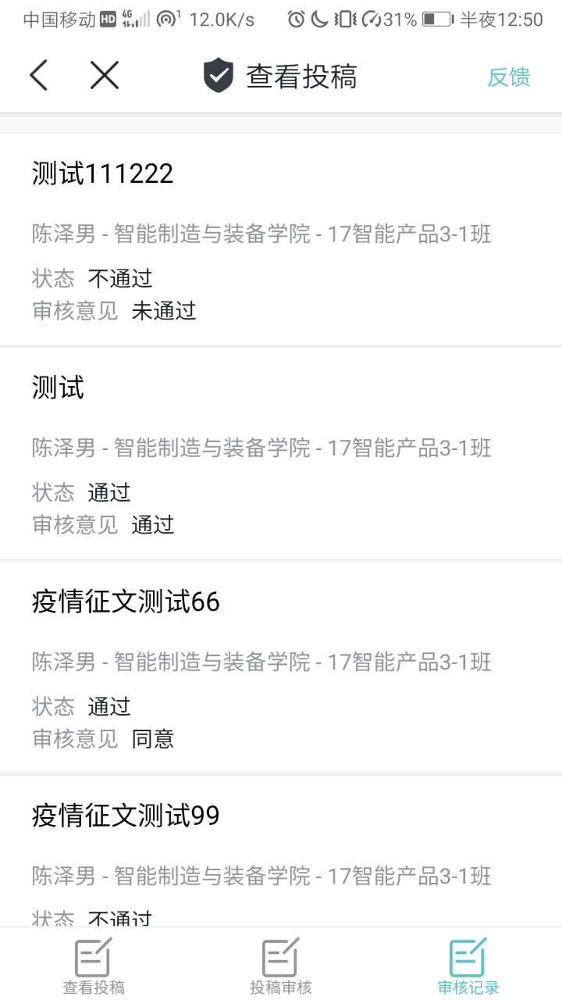 中国移动 HD 4G 1 12.0K/s 31% 半夜12:50
查看投稿 反馈
测试111222
陈泽男 - 智能制造与装备学院 - 17智能产品3-1班
状态 不通过
审核意见 未通过
测试
陈泽男 - 智能制造与装备学院 - 17智能产品3-1班
状态 通过
审核意见 通过
疫情征文测试66
陈泽男 - 智能制造与装备学院 - 17智能产品3-1班
状态 通过
审核意见 同意
疫情征文测试99
陈泽男 - 智能制造与装备学院 - 17智能产品3-1班
状态 不通过
查看投稿 投稿审核 审核记录